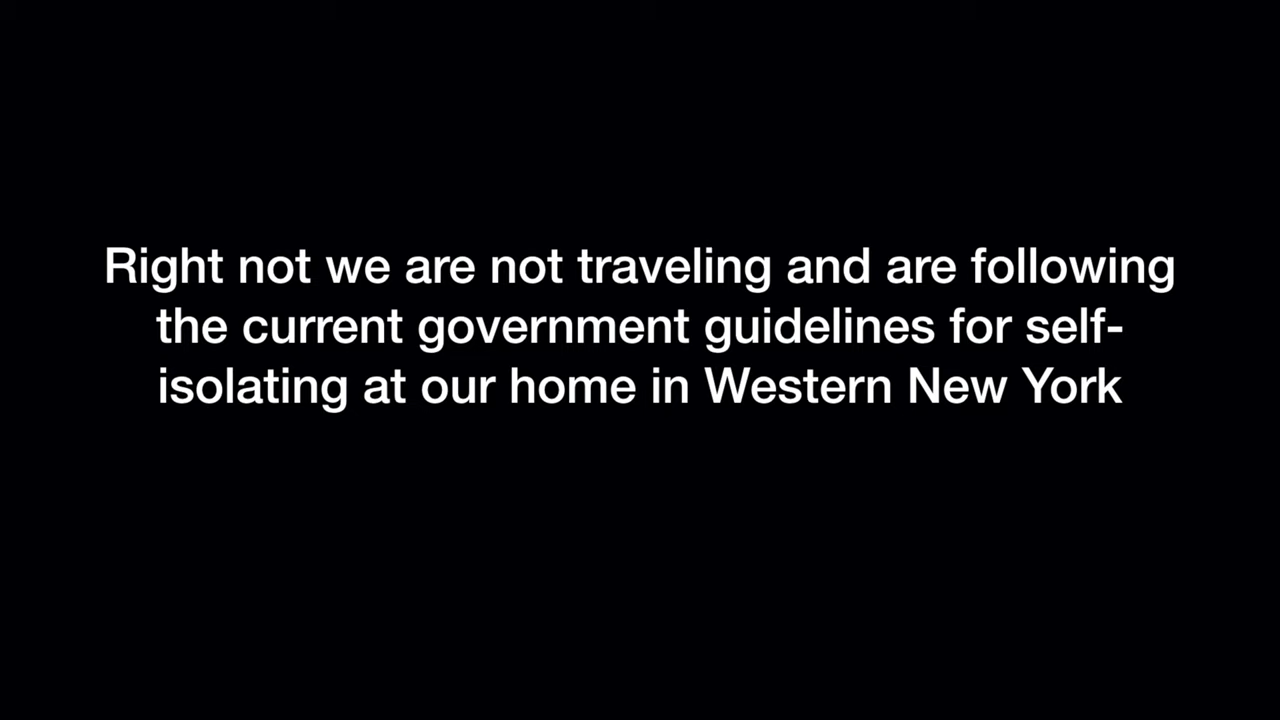 Right not we are not traveling and are following
the current government guidelines for self-
isolating at our home in Western New York